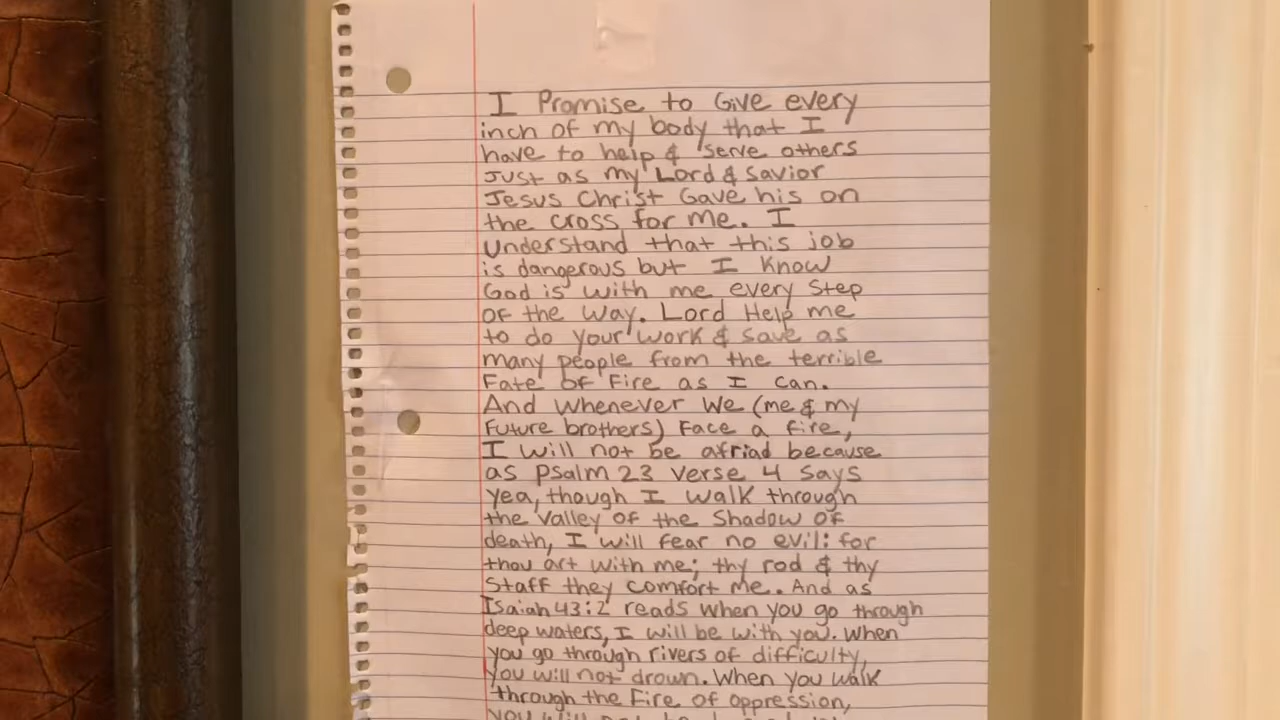 I Promise to Give every
inch of my body that I
have to help & serve others
Just as my Lord & savior
Jesus Christ Gave his on
the cross for me. I
Understand that this job
is dangerous but I Know
God is with me every Step
OF the Way. Lord Help me
to do your work & save as
many people from the terrible
Fate of Fire as I can.
And Whenever We (me & my
Future brothers) Face a fire,
I will not be afriad because
as Psalm 23 verse 4 says
yea, though I walk through
the Valley OF the Shadow OF
death, I will fear no evil: for
thou art with me; thy rod & thy
Staff they comfort me. And as
Isaiah 43:2 reads when you go through
deep waters, I will be with you. When
you go through rivers of difficulty,
you will not drown. When you walk
through the Fire of oppression,
you will not be